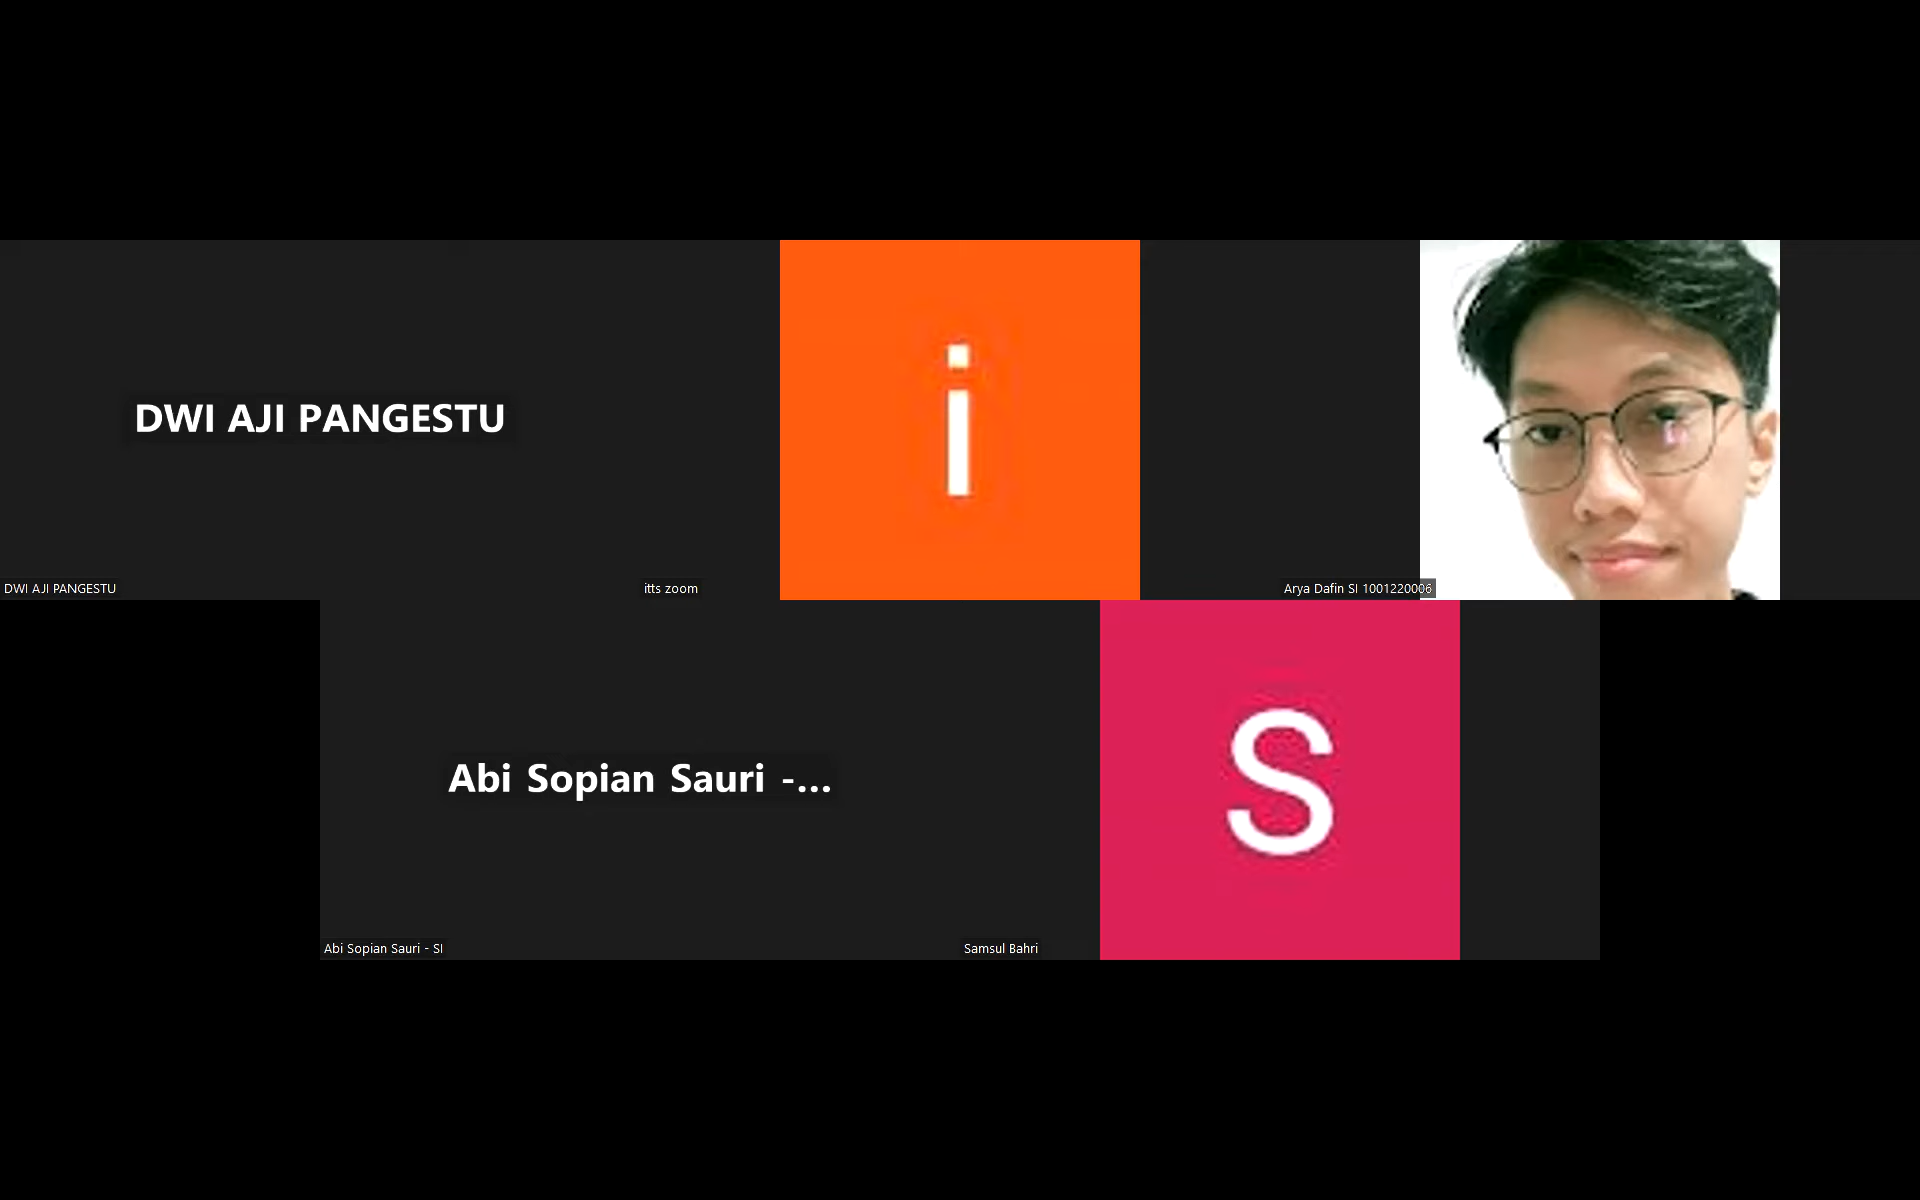 DWI AJI PANGESTU
DWI AJI PANGESTU
i
itts zoom
Arya Dafin SI 1001220006
Abi Sopian Sauri -...
Abi Sopian Sauri - SI
S
Samsul Bahri